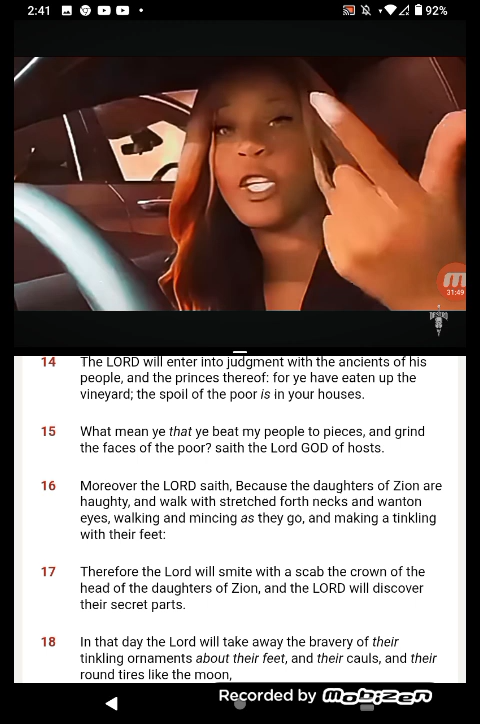 2:41
92%
31:49
14 The LORD will enter into judgment with the ancients of his
people, and the princes thereof: for ye have eaten up the
vineyard; the spoil of the poor is in your houses.
15 What mean ye that ye beat my people to pieces, and grind
the faces of the poor? saith the Lord GOD of hosts.
16 Moreover the LORD saith, Because the daughters of Zion are
haughty, and walk with stretched forth necks and wanton
eyes, walking and mincing as they go, and making a tinkling
with their feet:
17 Therefore the Lord will smite with a scab the crown of the
head of the daughters of Zion, and the LORD will discover
their secret parts.
18 In that day the Lord will take away the bravery of their
tinkling ornaments about their feet, and their cauls, and their
round tires like the moon,
Recorded by mobizen